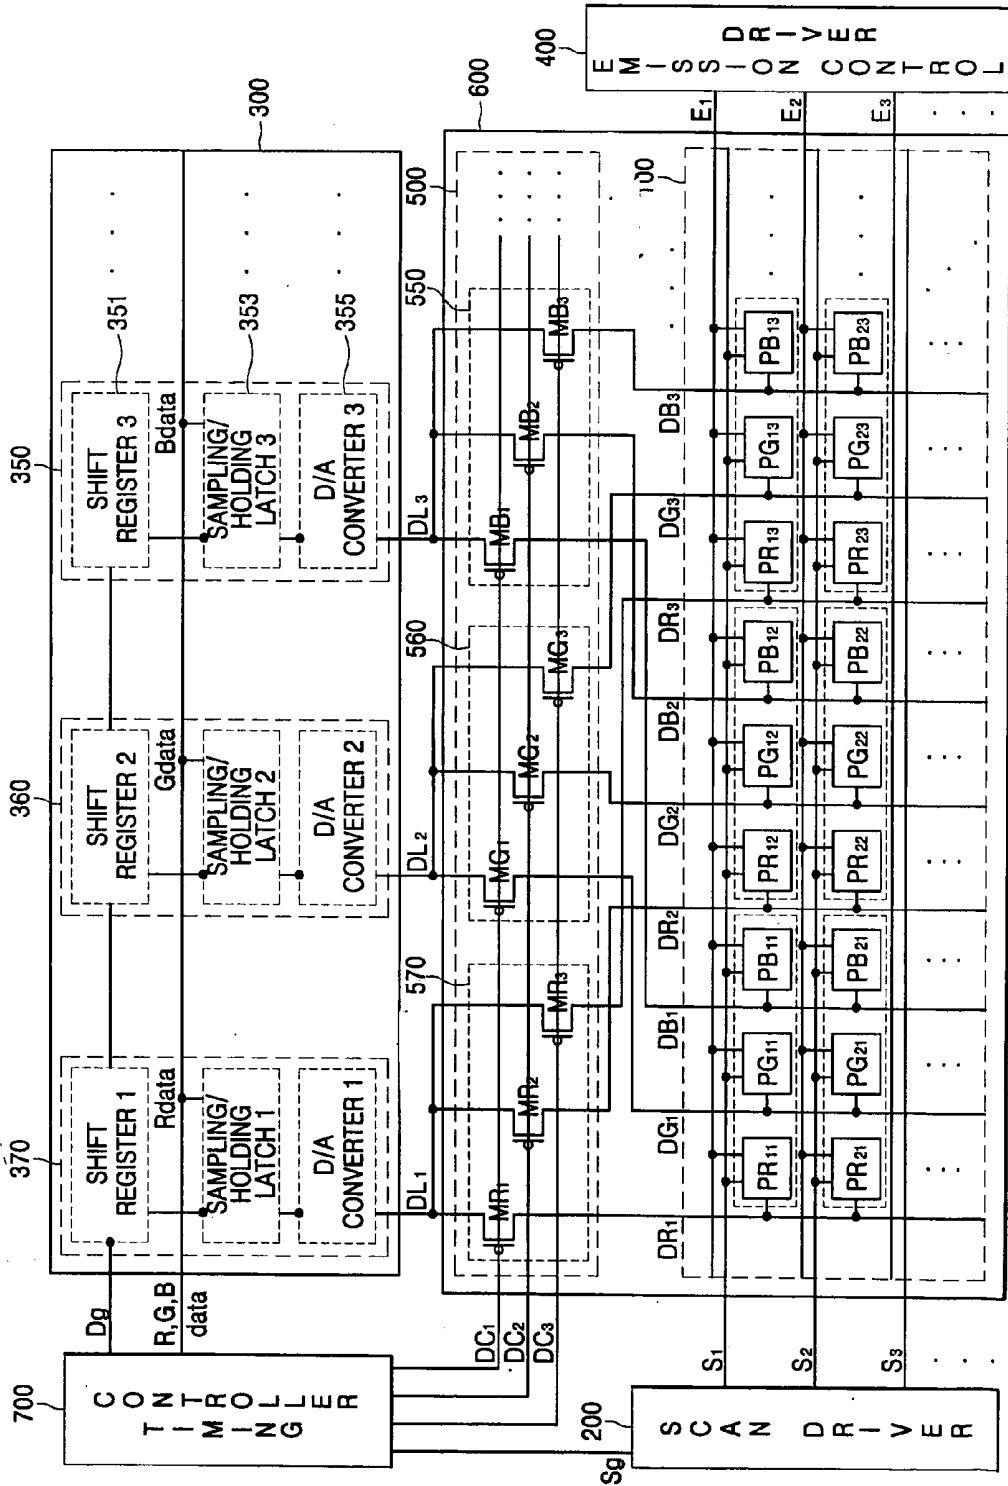 700
CONTROLLER
TIMING
Dg
R,G,B
data
DC1
DC2
DC3
Sg
200
SCAN DRIVER
S1
S2
S3
300
370
SHIFT
REGISTER 1
Rdata
SAMPLING/
HOLDING
LATCH 1
D/A
CONVERTER 1
360
SHIFT
REGISTER 2
Gdata
SAMPLING/
HOLDING
LATCH 2
D/A
CONVERTER 2
350
SHIFT
REGISTER 3
351
Bdata
SAMPLING/
HOLDING
LATCH 3
353
D/A
CONVERTER 3
355
DL1
DL2
DL3
600
500
570
MR1
MR2
MR3
560
MG1
MG2
MG3
550
MB1
MB2
MB3
DR1
DG1
DB1
DR2
DG2
DB2
DR3
DG3
DB3
100
PR11
PG11
PB11
PR12
PG12
PB12
PR13
PG13
PB13
PR21
PG21
PB21
PR22
PG22
PB22
PR23
PG23
PB23
E1
E2
E3
400
DRIVER
EMISSION CONTROL